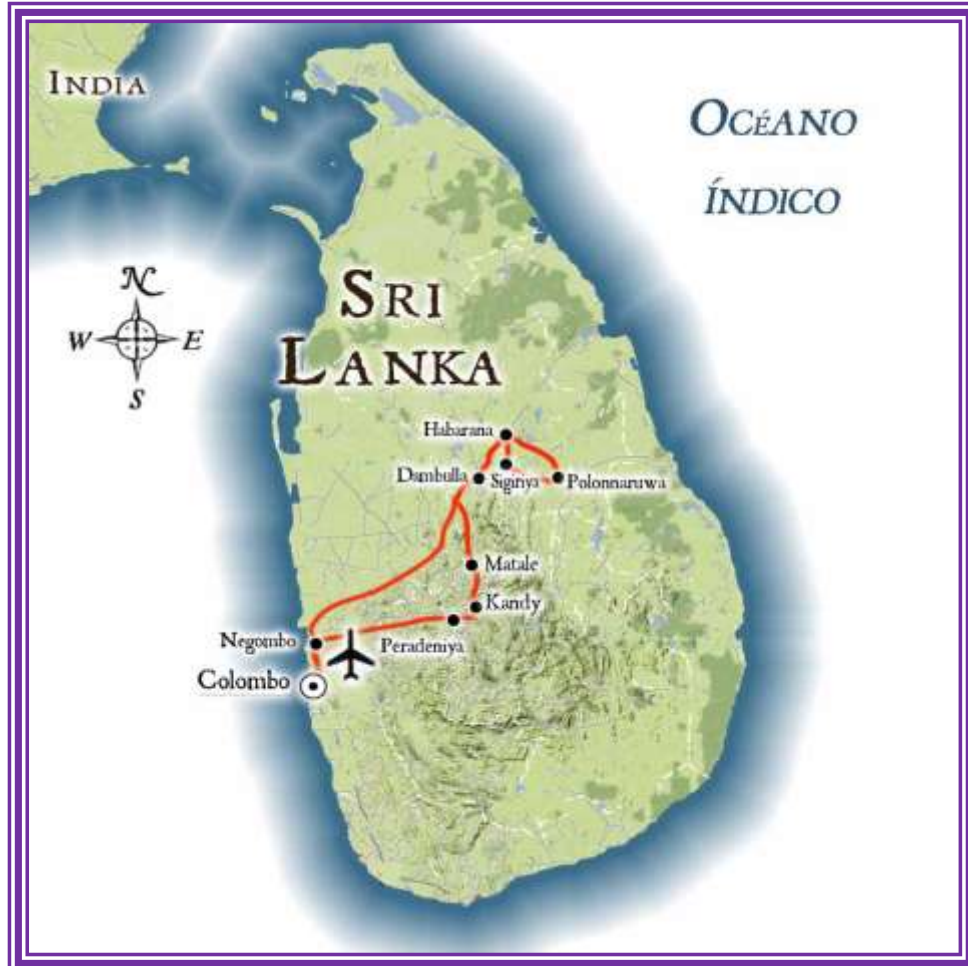 INDIA
OCÉANO
ÍNDICO
N
W E
S
SRI
LANKA
Habarana
Dambulla Sigiriya Polonnaruwa
Matale
Kandy
Negombo Peradeniya
Colombo